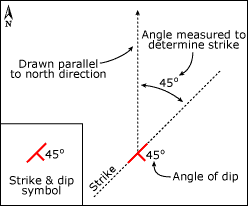 N
Drawn parallel
to north direction
Angle measured to
determine strike
45°
45°
Angle of dip
Strike
45°
Strike & dip
symbol